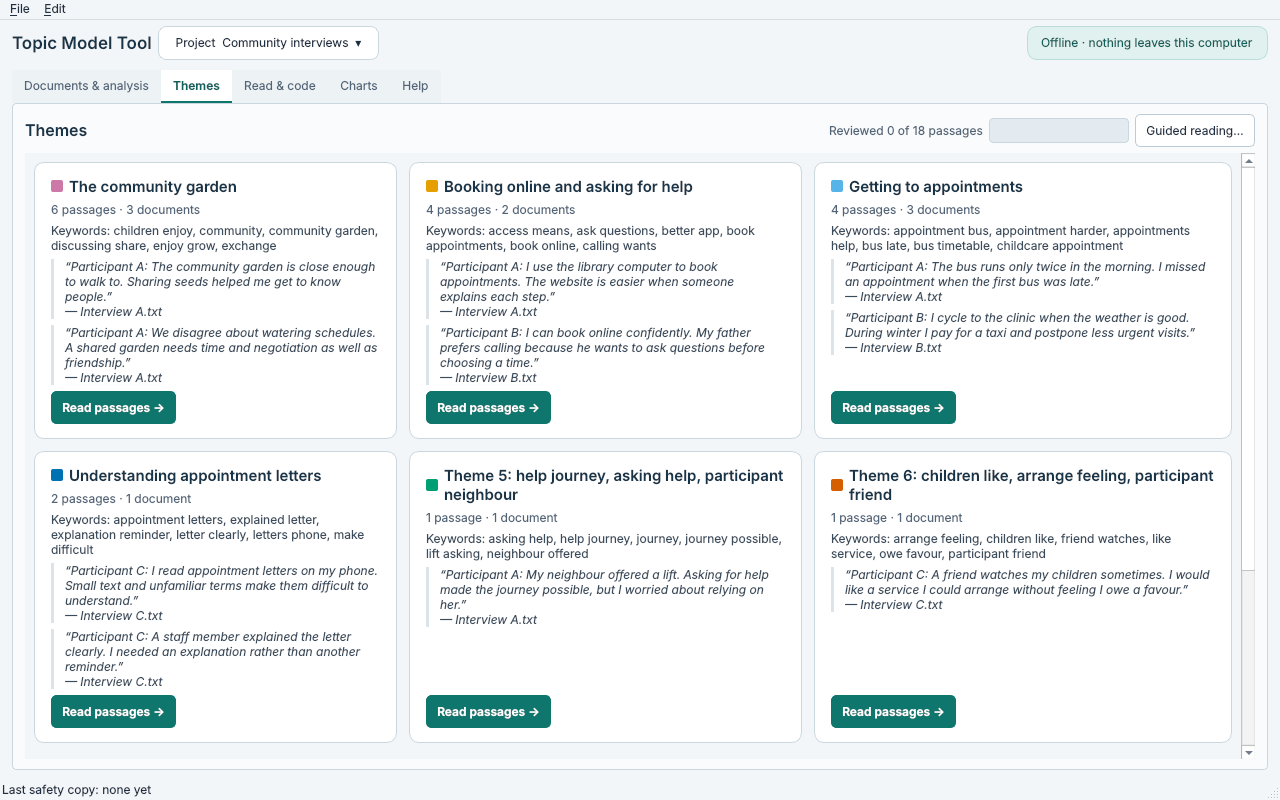 File Edit
Topic Model Tool
Project Community interviews ▾
Offline · nothing leaves this computer
Documents & analysis
Themes
Read & code
Charts
Help
Themes
Reviewed 0 of 18 passages
Guided reading...
The community garden
6 passages · 3 documents
Keywords: children enjoy, community, community garden,
discussing share, enjoy grow, exchange
“Participant A: The community garden is close enough
to walk to. Sharing seeds helped me get to know
people.”
— Interview A.txt
“Participant A: We disagree about watering schedules.
A shared garden needs time and negotiation as well as
friendship.”
— Interview A.txt
Read passages →
Booking online and asking for help
4 passages · 2 documents
Keywords: access means, ask questions, better app, book
appointments, book online, calling wants
“Participant A: I use the library computer to book
appointments. The website is easier when someone
explains each step.”
— Interview A.txt
“Participant B: I can book online confidently. My father
prefers calling because he wants to ask questions before
choosing a time.”
— Interview B.txt
Read passages →
Getting to appointments
4 passages · 3 documents
Keywords: appointment bus, appointment harder, appointments
help, bus late, bus timetable, childcare appointment
“Participant A: The bus runs only twice in the morning. I missed
an appointment when the first bus was late.”
— Interview A.txt
“Participant B: I cycle to the clinic when the weather is good.
During winter I pay for a taxi and postpone less urgent visits.”
— Interview B.txt
Read passages →
Understanding appointment letters
2 passages · 1 document
Keywords: appointment letters, explained letter,
explanation reminder, letter clearly, letters phone, make
difficult
“Participant C: I read appointment letters on my phone.
Small text and unfamiliar terms make them difficult to
understand.”
— Interview C.txt
“Participant C: A staff member explained the letter
clearly. I needed an explanation rather than another
reminder.”
— Interview C.txt
Read passages →
Theme 5: help journey, asking help, participant
neighbour
1 passage · 1 document
Keywords: asking help, help journey, journey, journey possible,
lift asking, neighbour offered
“Participant A: My neighbour offered a lift. Asking for help
made the journey possible, but I worried about relying on
her.”
— Interview A.txt
Read passages →
Theme 6: children like, arrange feeling, participant
friend
1 passage · 1 document
Keywords: arrange feeling, children like, friend watches, like
service, owe favour, participant friend
“Participant C: A friend watches my children sometimes. I would
like a service I could arrange without feeling I owe a favour.”
— Interview C.txt
Read passages →
Last safety copy: none yet